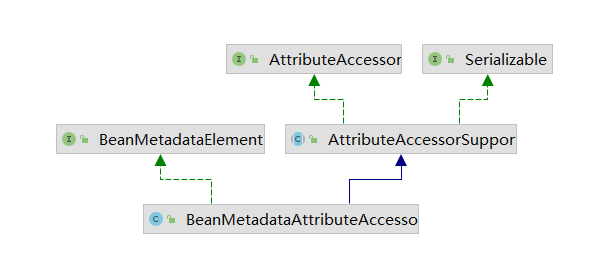 I AttributeAccessor
I Serializable
I BeanMetadataElement
C AttributeAccessorSuppor
C BeanMetadataAttributeAccesso